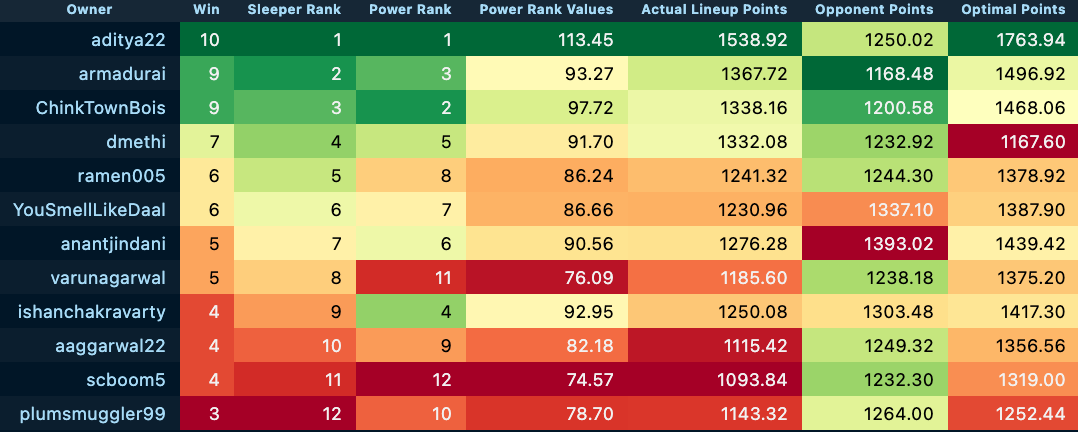 Owner Win Sleeper Rank Power Rank Power Rank Values Actual Lineup Points Opponent Points Optimal Points
aditya22 10 1 1 113.45 1538.92 1250.02 1763.94
armadurai 9 2 3 93.27 1367.72 1168.48 1496.92
ChinkTownBois 9 3 2 97.72 1338.16 1200.58 1468.06
dmethi 7 4 5 91.70 1332.08 1232.92 1167.60
ramen005 6 5 8 86.24 1241.32 1244.30 1378.92
YouSmellLikeDaal 6 6 7 86.66 1230.96 1337.10 1387.90
anantjindani 5 7 6 90.56 1276.28 1393.02 1439.42
varunagarwal 5 8 11 76.09 1185.60 1238.18 1375.20
ishanchakravarty 4 9 4 92.95 1250.08 1303.48 1417.30
aaggarwal22 4 10 9 82.18 1115.42 1249.32 1356.56
scboom5 4 11 12 74.57 1093.84 1232.30 1319.00
plumsmuggler99 3 12 10 78.70 1143.32 1264.00 1252.44